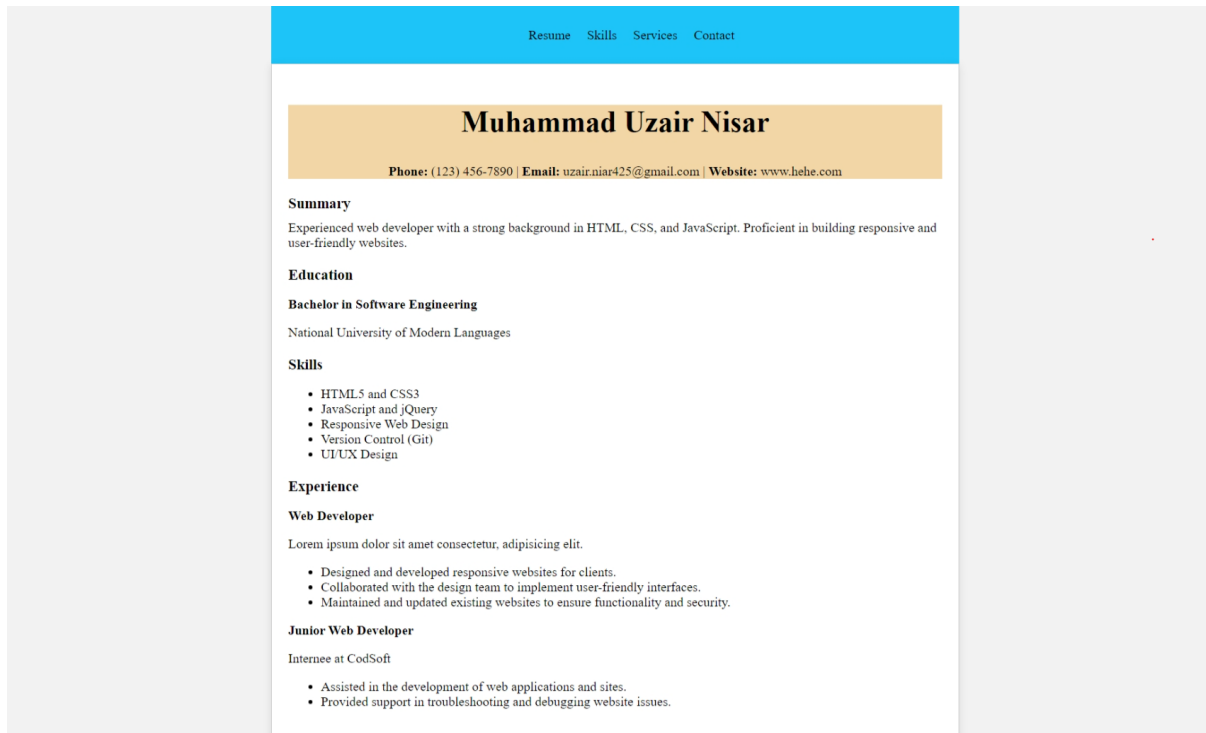 Resume Skills Services Contact
Muhammad Uzair Nisar
Phone: (123) 456-7890 | Email: uzair.niar425@gmail.com | Website: www.hehe.com
Summary
Experienced web developer with a strong background in HTML, CSS, and JavaScript. Proficient in building responsive and
user-friendly websites.
Education
Bachelor in Software Engineering
National University of Modern Languages
Skills
• HTML5 and CSS3
• JavaScript and jQuery
• Responsive Web Design
• Version Control (Git)
• UI/UX Design
Experience
Web Developer
Lorem ipsum dolor sit amet consectetur, adipisicing elit.
• Designed and developed responsive websites for clients.
• Collaborated with the design team to implement user-friendly interfaces.
• Maintained and updated existing websites to ensure functionality and security.
Junior Web Developer
Internee at CodSoft
• Assisted in the development of web applications and sites.
• Provided support in troubleshooting and debugging website issues.